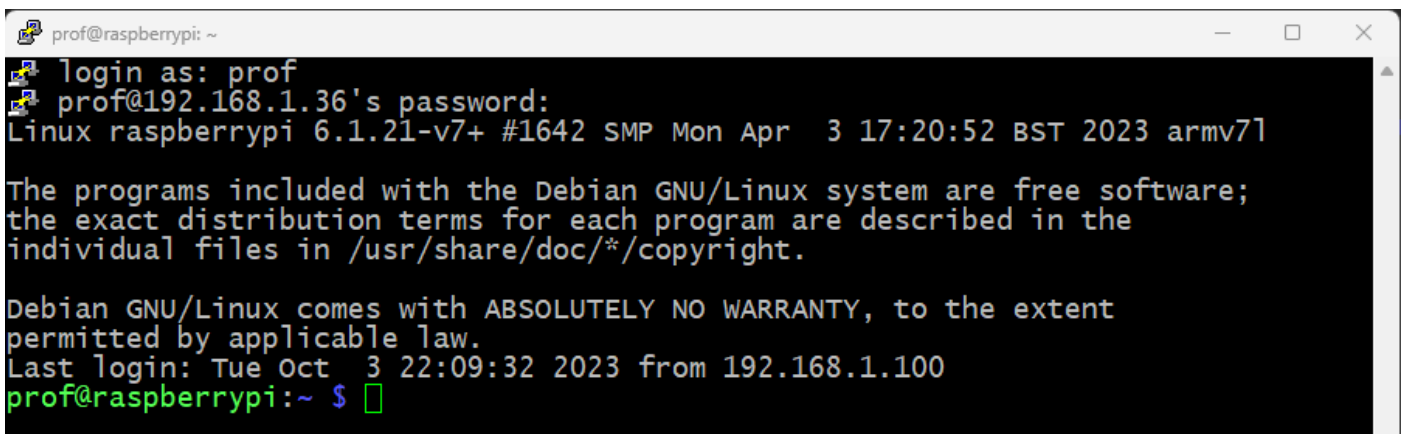 prof@raspberrypi: ~
login as: prof
prof@192.168.1.36's password:
Linux raspberrypi 6.1.21-v7+ #1642 SMP Mon Apr  3 17:20:52 BST 2023 armv7l
The programs included with the Debian GNU/Linux system are free software;
the exact distribution terms for each program are described in the
individual files in /usr/share/doc/*/copyright.
Debian GNU/Linux comes with ABSOLUTELY NO WARRANTY, to the extent
permitted by applicable law.
Last login: Tue Oct  3 22:09:32 2023 from 192.168.1.100
prof@raspberrypi:~ $